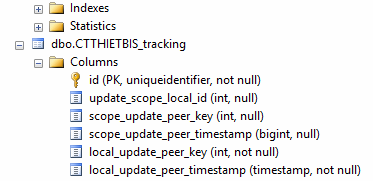 Indexes
Statistics
dbo.CTTHIETBIS_tracking
Columns
id (PK, uniqueidentifier, not null)
update_scope_local_id (int, null)
scope_update_peer_key (int, null)
scope_update_peer_timestamp (bigint, null)
local_update_peer_key (int, not null)
local_update_peer_timestamp (timestamp, not null)